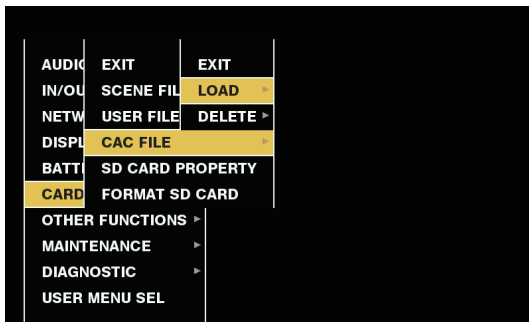 AUDIO EXIT EXIT
IN/OU SCENE FIL LOAD
NETW USER FILE DELETE
DISPL CAC FILE
BATT SD CARD PROPERTY
CARD FORMAT SD CARD
OTHER FUNCTIONS
MAINTENANCE
DIAGNOSTIC
USER MENU SEL